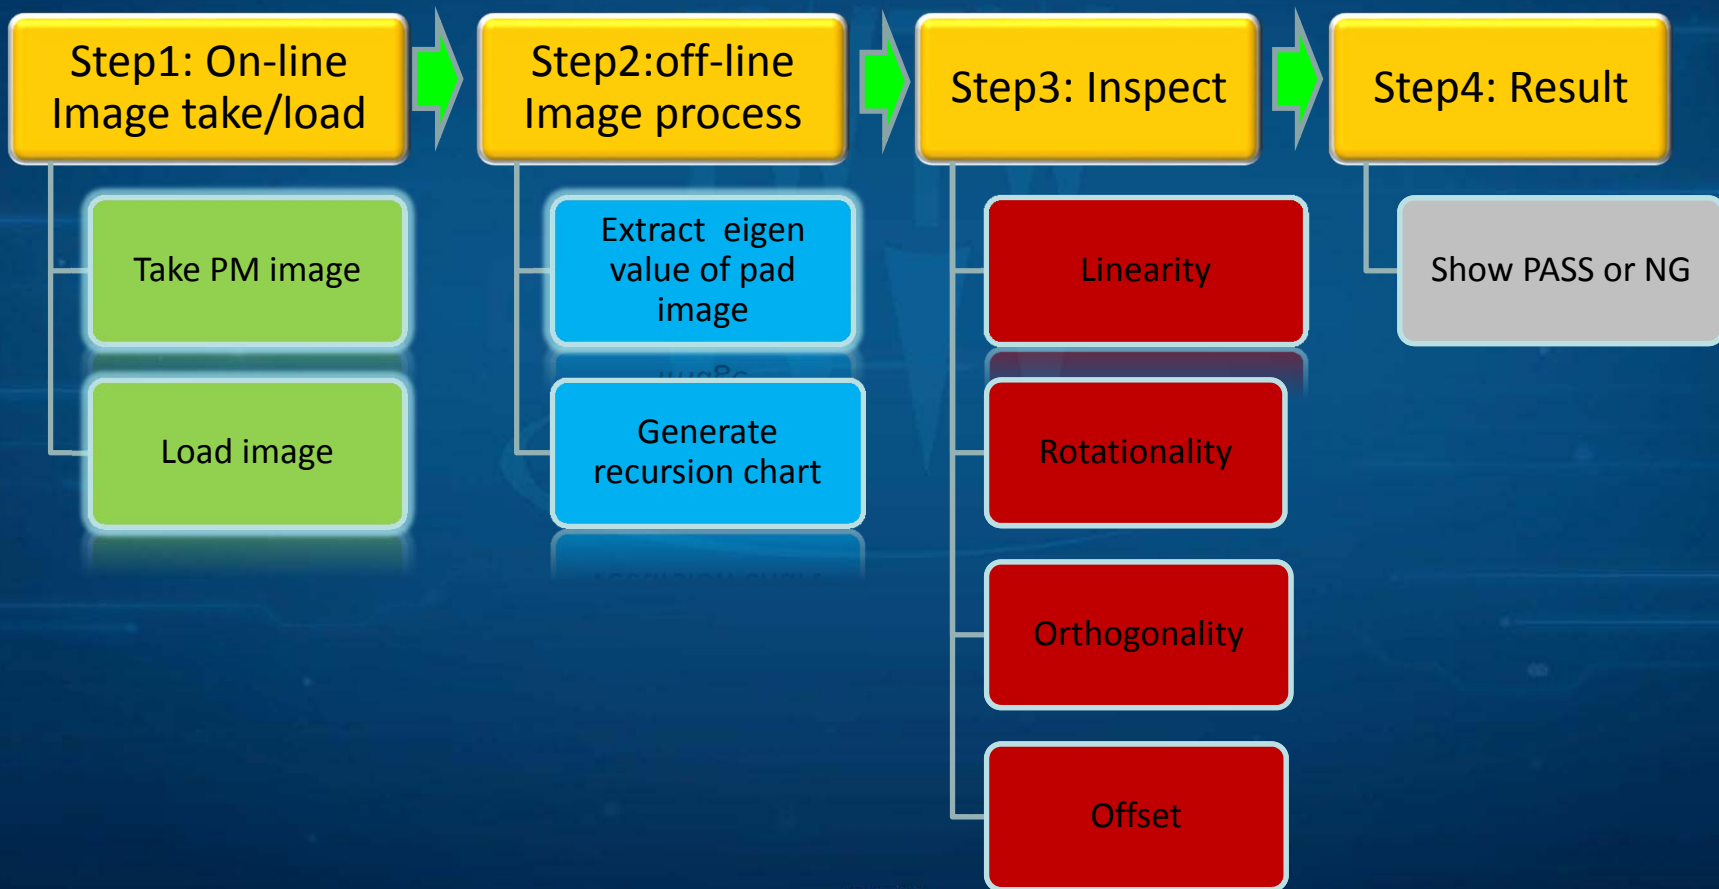 Step1: On-line
Image take/load
Take PM image
Load image
Step2:off-line
Image process
Extract  eigen
value of pad
image
Generate
recursion chart
Step3: Inspect
Linearity
Rotationality
Orthogonality
Offset
Step4: Result
Show PASS or NG